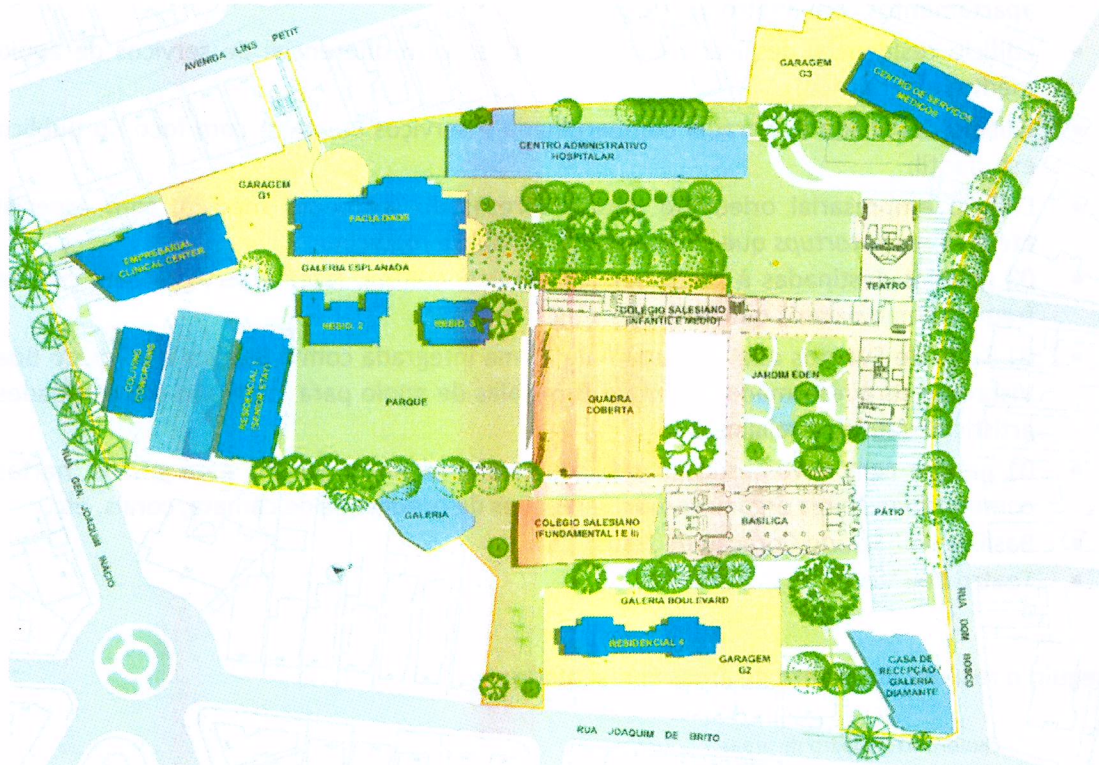 AVENIDA LINS PETIT
GARAGEM
G3
CENTRO DE SERVIÇOS
MÉDICOS
CENTRO ADMINISTRATIVO
HOSPITALAR
GARAGEM
G1
FACULDADE
EMPRESARIAL
CLINICAL CENTER
GALERIA ESPLANADA
TEATRO
COLÉGIO SALESIANO
(INFANTIL E MÉDIO)
RESID. 2
RESID. 3
COLIVING
COWORKING
RESIDENCIAL 1
(SENIOR STAY)
PARQUE
QUADRA
COBERTA
JARDIM EDEN
RUA GEN. JOAQUIM INÁCIO
GALERIA
COLÉGIO SALESIANO
(FUNDAMENTAL I E II)
BASÍLICA
PÁTIO
GALERIA BOULEVARD
RESIDENCIAL 4
GARAGEM
G2
RUA DOM BOSCO
CASA DE
RECEPÇÃO /
GALERIA
DIAMANTE
RUA JOAQUIM DE BRITO